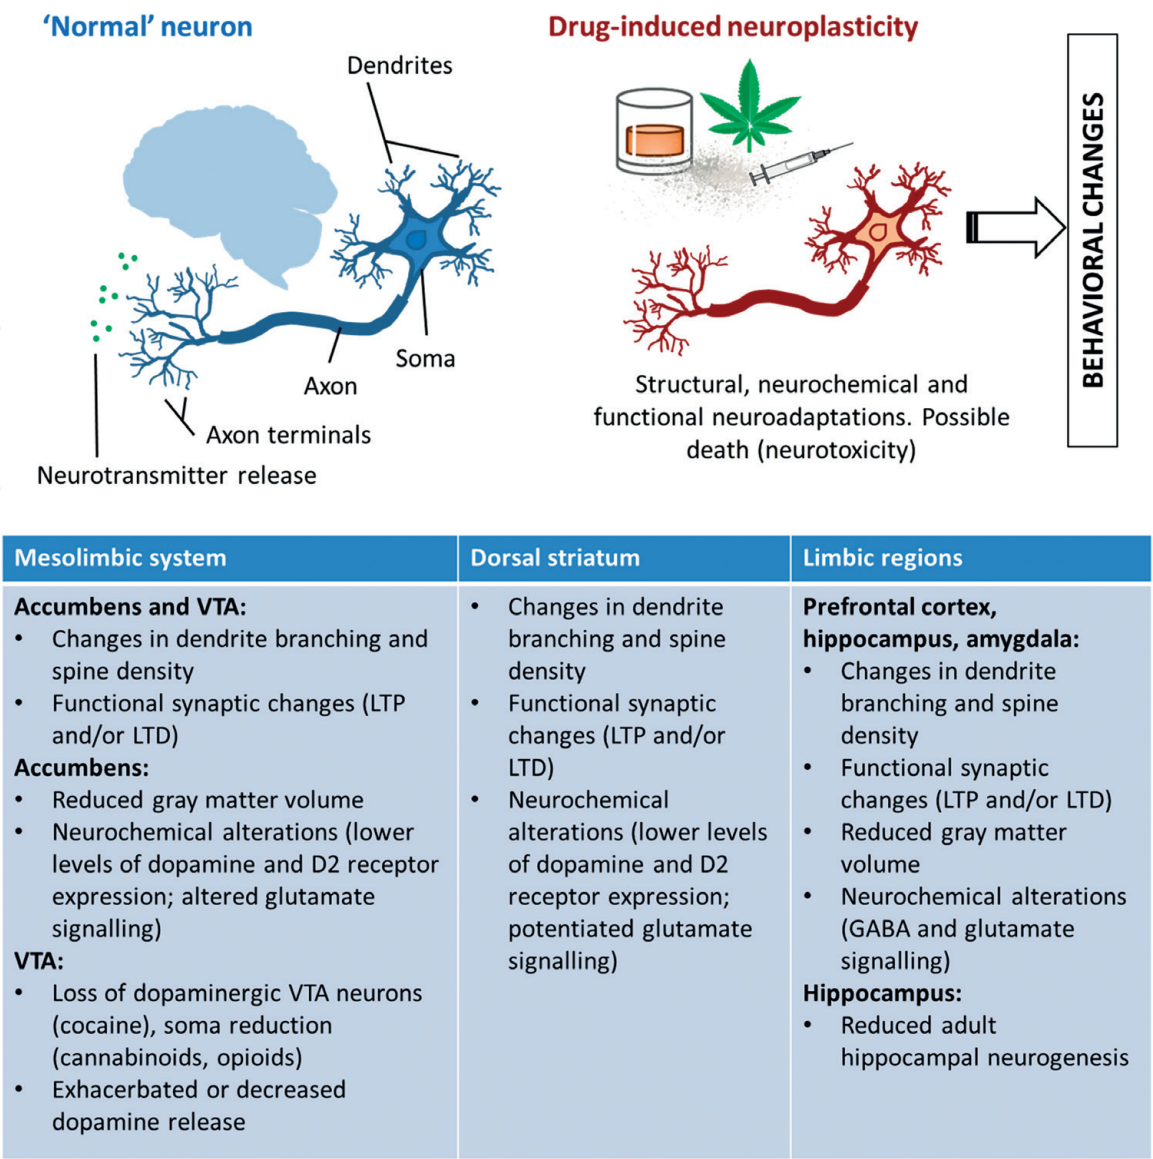 ‘Normal’ neuron
Dendrites
Soma
Axon
Axon terminals
Neurotransmitter release
Drug-induced neuroplasticity
Structural, neurochemical and
functional neuroadaptations. Possible
death (neurotoxicity)
BEHAVIORAL CHANGES
Mesolimbic system
Accumbens and VTA:
• Changes in dendrite branching and
spine density
• Functional synaptic changes (LTP
and/or LTD)
Accumbens:
• Reduced gray matter volume
• Neurochemical alterations (lower
levels of dopamine and D2 receptor
expression; altered glutamate
signalling)
VTA:
• Loss of dopaminergic VTA neurons
(cocaine), soma reduction
(cannabinoids, opioids)
• Exhacerbated or decreased
dopamine release
Dorsal striatum
• Changes in dendrite
branching and spine
density
• Functional synaptic
changes (LTP and/or
LTD)
• Neurochemical
alterations (lower levels
of dopamine and D2
receptor expression;
potentiated glutamate
signalling)
Limbic regions
Prefrontal cortex,
hippocampus, amygdala:
• Changes in dendrite
branching and spine
density
• Functional synaptic
changes (LTP and/or LTD)
• Reduced gray matter
volume
• Neurochemical alterations
(GABA and glutamate
signalling)
Hippocampus:
• Reduced adult
hippocampal neurogenesis